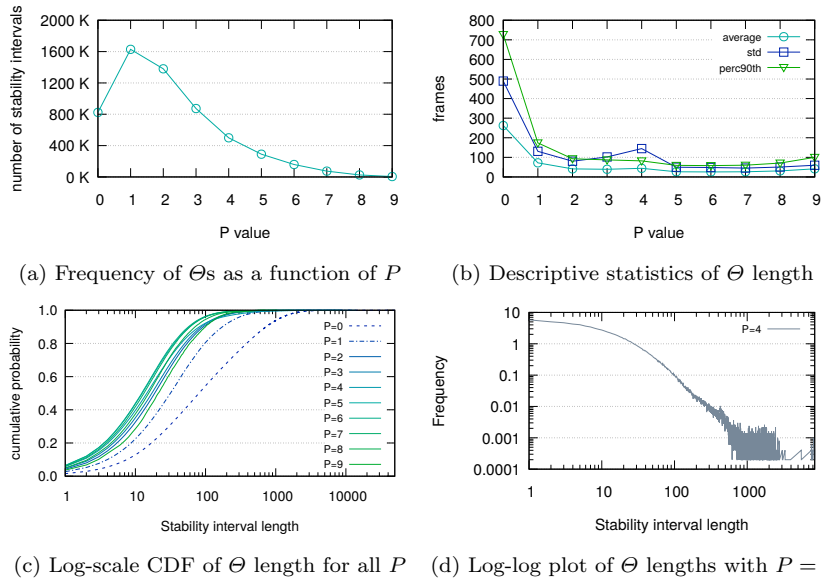 2000 K
1600 K
1200 K
800 K
400 K
0 K
number of stability intervals
0 1 2 3 4 5 6 7 8 9
P value
(a) Frequency of Θs as a function of P
800
700
600
500
400
300
200
100
0
frames
average
std
perc90th
0 1 2 3 4 5 6 7 8 9
P value
(b) Descriptive statistics of Θ length
1.0
0.8
0.6
0.4
0.2
0.0
cumulative probability
P=0
P=1
P=2
P=3
P=4
P=5
P=6
P=7
P=8
P=9
1 10 100 1000 10000
Stability interval length
(c) Log-scale CDF of Θ length for all P
10
1
0.1
0.01
0.001
0.0001
Frequency
P=4
1 10 100 1000
Stability interval length
(d) Log-log plot of Θ lengths with P =